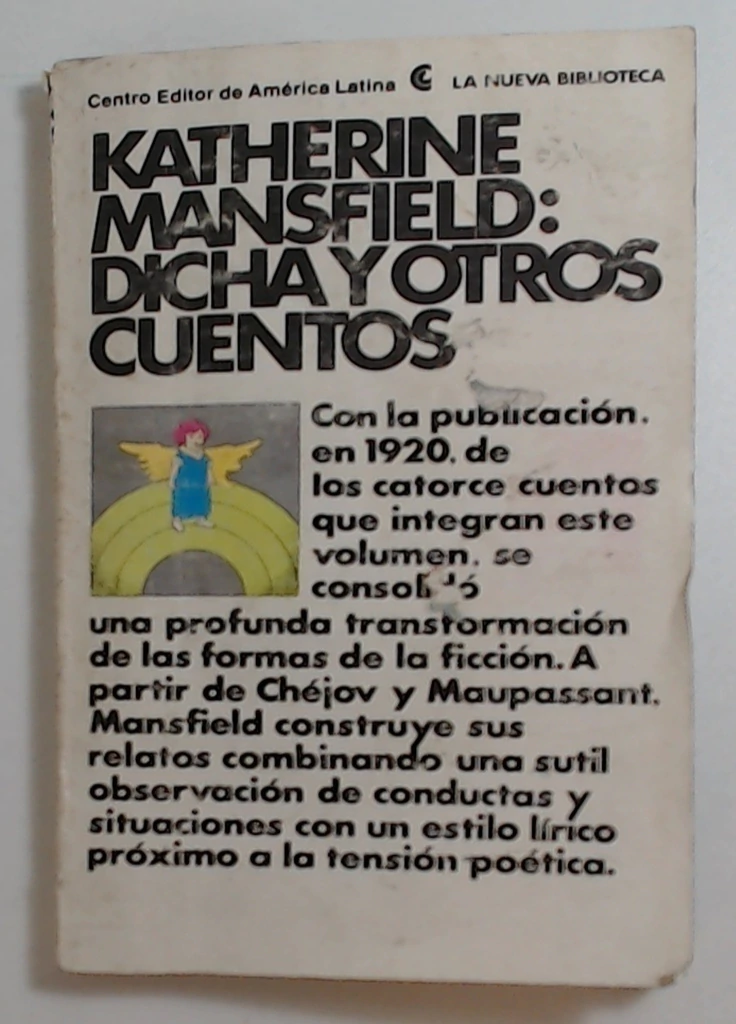 Centro Editor de América Latina
LA NUEVA BIBLIOTECA
KATHERINE
MANSFIELD:
DICHA Y OTROS
CUENTOS
Con la publicación,
en 1920, de
los catorce cuentos
que integran este
volumen, se
consolidó
una profunda transformación
de las formas de la ficción. A
partir de Chéjov y Maupassant,
Mansfield construye sus
relatos combinando una sutil
observación de conductas y
situaciones con un estilo lírico
próximo a la tensión poética.